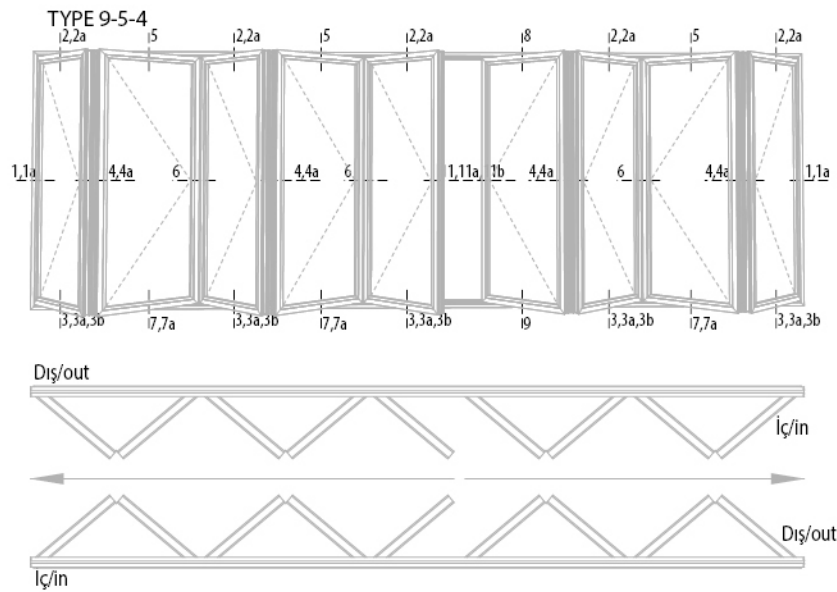 TYPE 9-5-4
2,2a 5 2,2a 5 2,2a 8 2,2a 5 2,2a
1,1a 4,4a 6 4,4a 6 11,11a, 11b 4,4a 6 4,4a 1,1a
3,3a,3b 7,7a 3,3a,3b 7,7a 3,3a,3b 9 3,3a,3b 7,7a 3,3a,3b
Dış/out
İç/in
Dış/out
Iç/in